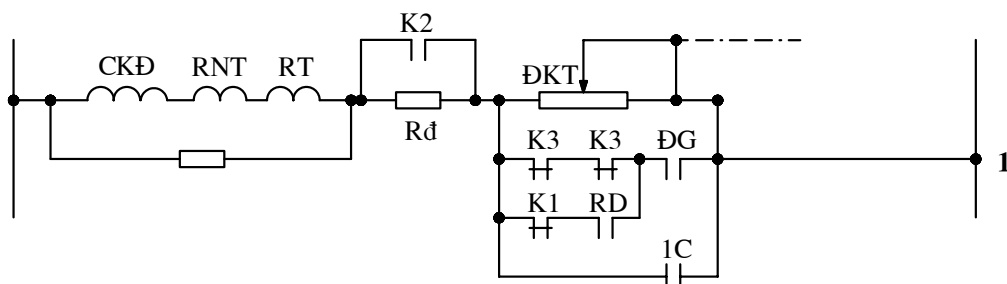 K2
CKĐ RNT RT ĐKT
Rđ
K3 K3 ĐG
1
K1 RD
1C